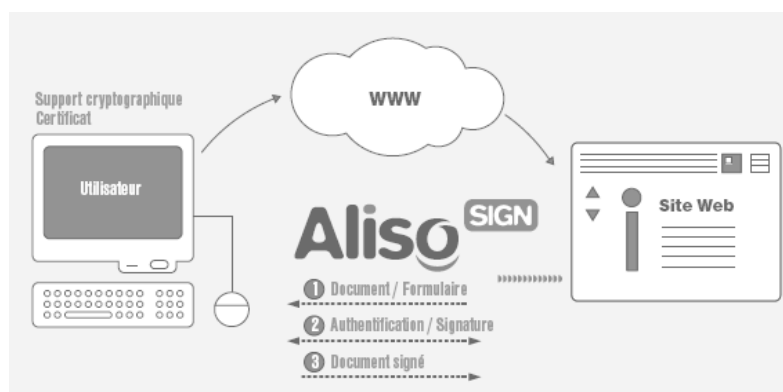 Support cryptographique
Certificat
Utilisateur
WWW
Site Web
Aliso SIGN
1 Document / Formulaire
2 Authentification / Signature
3 Document signé